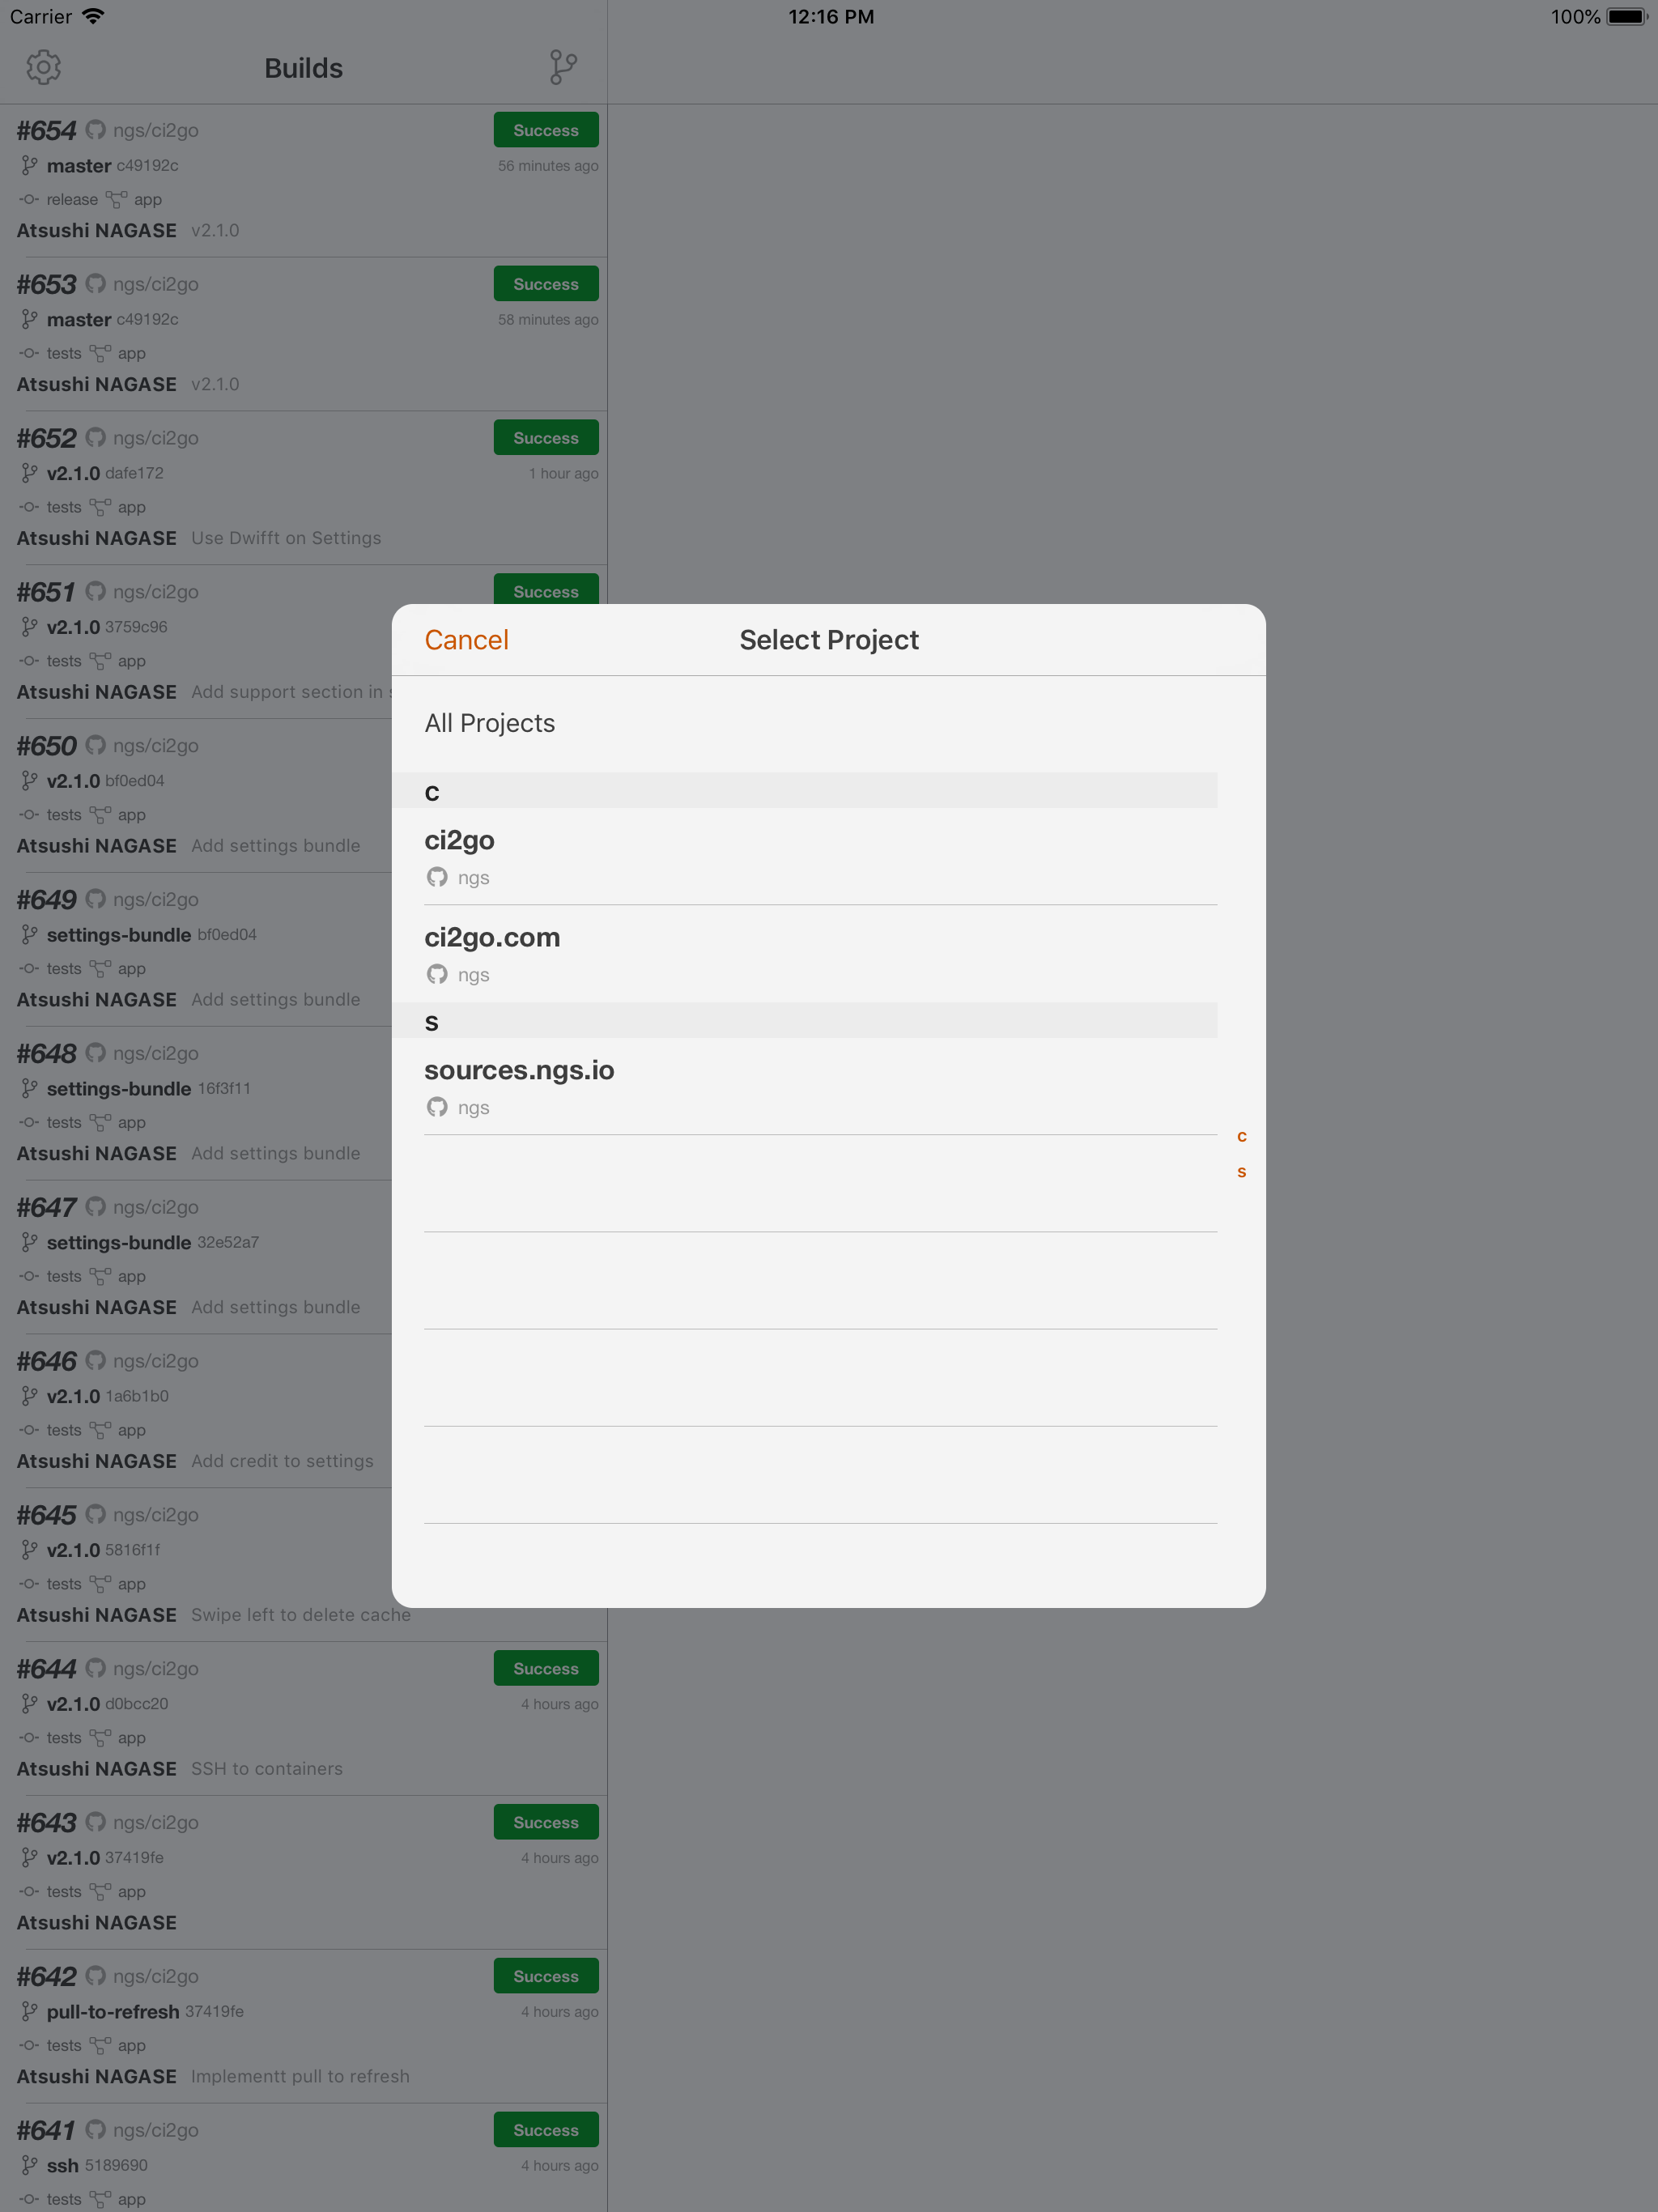 Carrier 12:16 PM 100%
Builds
#654 ngs/ci2go Success
master c49192c 56 minutes ago
release app
Atsushi NAGASE v2.1.0
#653 ngs/ci2go Success
master c49192c 58 minutes ago
tests app
Atsushi NAGASE v2.1.0
#652 ngs/ci2go Success
v2.1.0 dafe172 1 hour ago
tests app
Atsushi NAGASE Use Dwifft on Settings
#651 ngs/ci2go Success
v2.1.0 3759c96
tests app
Atsushi NAGASE Add support section in s
#650 ngs/ci2go
v2.1.0 bf0ed04
tests app
Atsushi NAGASE Add settings bundle
#649 ngs/ci2go
settings-bundle bf0ed04
tests app
Atsushi NAGASE Add settings bundle
#648 ngs/ci2go
settings-bundle 16f3f11
tests app
Atsushi NAGASE Add settings bundle
#647 ngs/ci2go
settings-bundle 32e52a7
tests app
Atsushi NAGASE Add settings bundle
#646 ngs/ci2go
v2.1.0 1a6b1b0
tests app
Atsushi NAGASE Add credit to settings
#645 ngs/ci2go
v2.1.0 5816f1f
tests app
Atsushi NAGASE Swipe left to delete cache
#644 ngs/ci2go Success
v2.1.0 d0bcc20 4 hours ago
tests app
Atsushi NAGASE SSH to containers
#643 ngs/ci2go Success
v2.1.0 37419fe 4 hours ago
tests app
Atsushi NAGASE
#642 ngs/ci2go Success
pull-to-refresh 37419fe 4 hours ago
tests app
Atsushi NAGASE Implementt pull to refresh
#641 ngs/ci2go Success
ssh 5189690 4 hours ago
tests app
Cancel Select Project
All Projects
c
ci2go
ngs
ci2go.com
ngs
s
sources.ngs.io
ngs
c
s